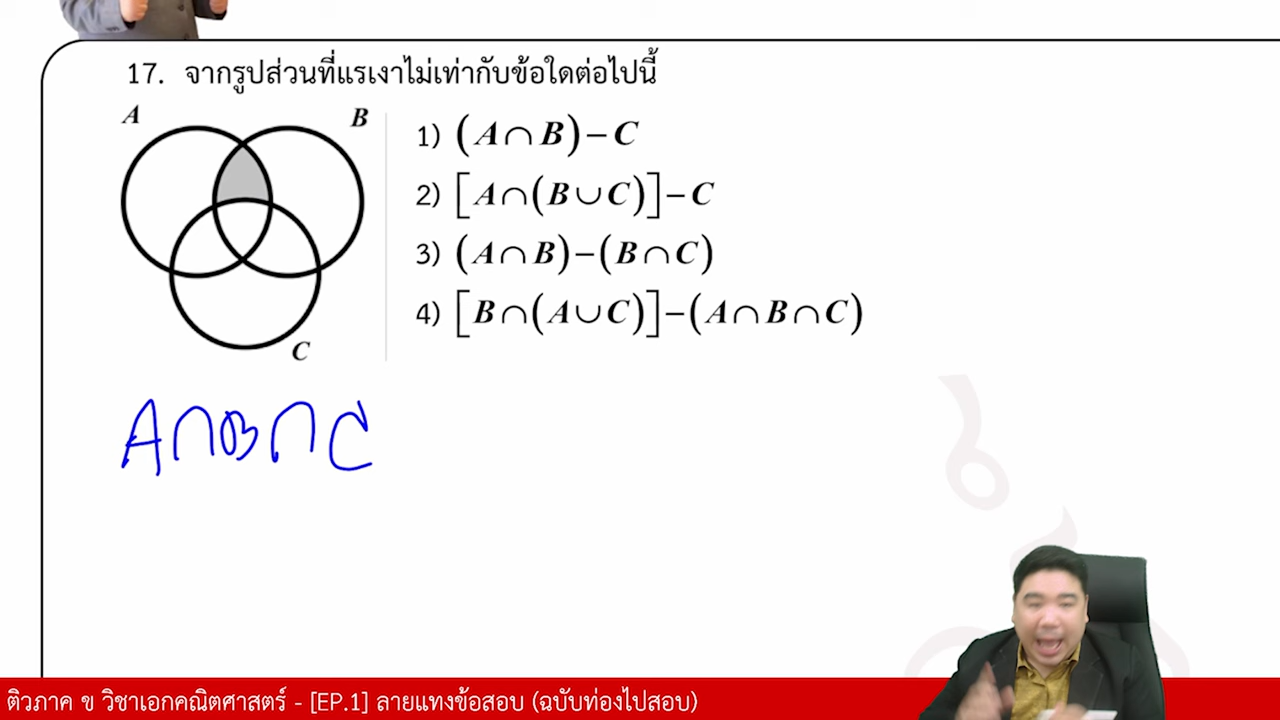 17. จากรูปส่วนที่แรเงาไม่เท่ากับข้อใดต่อไปนี้
A
B
C
1) (A∩B)−C
2) [A∩(B∪C)]−C
3) (A∩B)−(B∩C)
4) [B∩(A∪C)]−(A∩B∩C)
A∩B∩C
ติวภาค ข วิชาเอกคณิตศาสตร์ - [EP.1] ลายแทงข้อสอบ (ฉบับท่องไปสอบ)